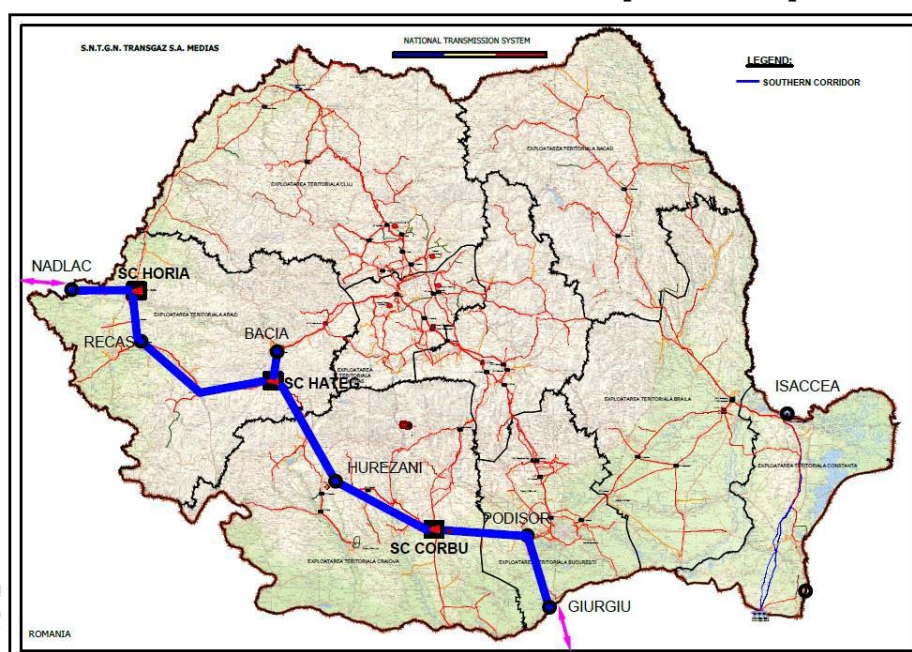 S.N.T.G.N. TRANSGAZ S.A. MEDIAS
NATIONAL TRANSMISSION SYSTEM
LEGEND:
SOUTHERN CORRIDOR
EXPLOATAREA TERITORIALA BACAU
EXPLOATAREA TERITORIALA CLUJ
NADLAC
SC HORIA
EXPLOATAREA TERITORIALA ARAD
RECAS
BACIA
EXPLOATAREA
TERITORIALA
SC HATEG
ISACCEA
EXPLOATAREA TERITORIALA BRAILA
HUREZANI
EXPLOATAREA TERITORIALA CONSTANTA
PODISOR
SC CORBU
EXPLOATAREA TERITORIALA CRAIOVA
EXPLOATAREA TERITORIALA BUCURESTI
GIURGIU
ROMANIA